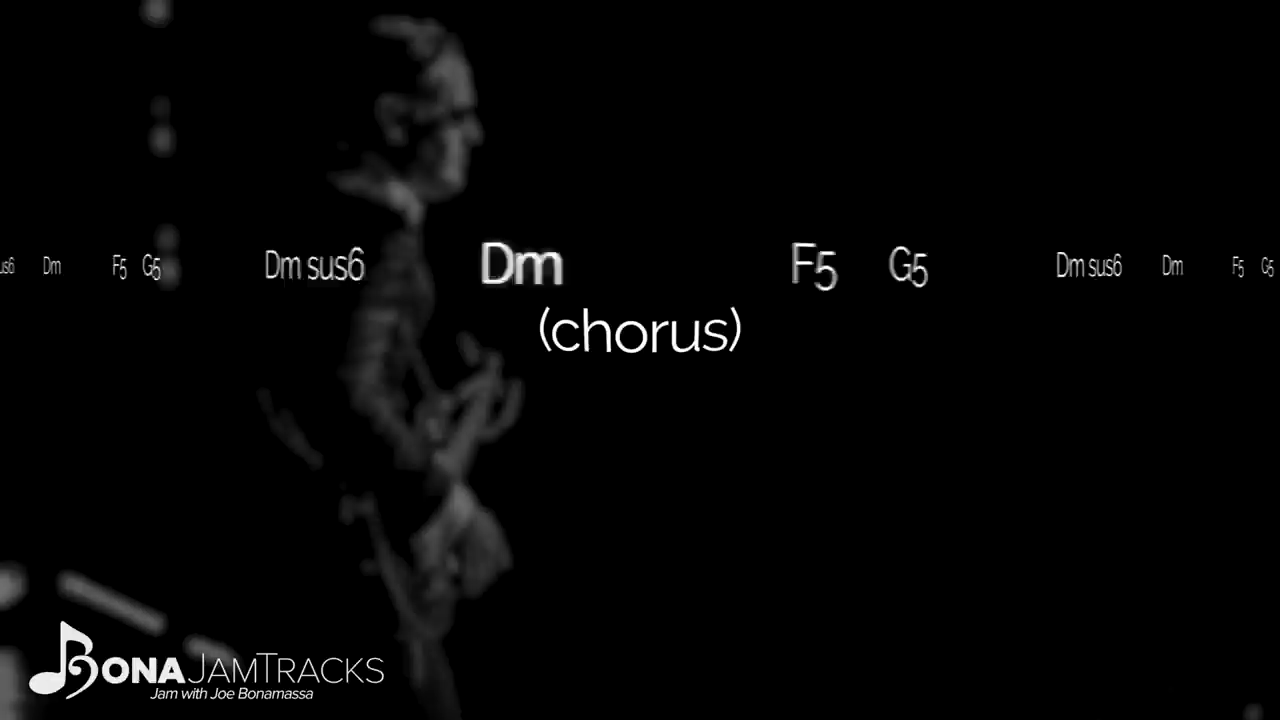 us6 Dm F5 G5 Dm sus6 Dm F5 G5 Dm sus6 Dm F5 G5
(chorus)
BONAJAMTRACKS
Jam with Joe Bonamassa